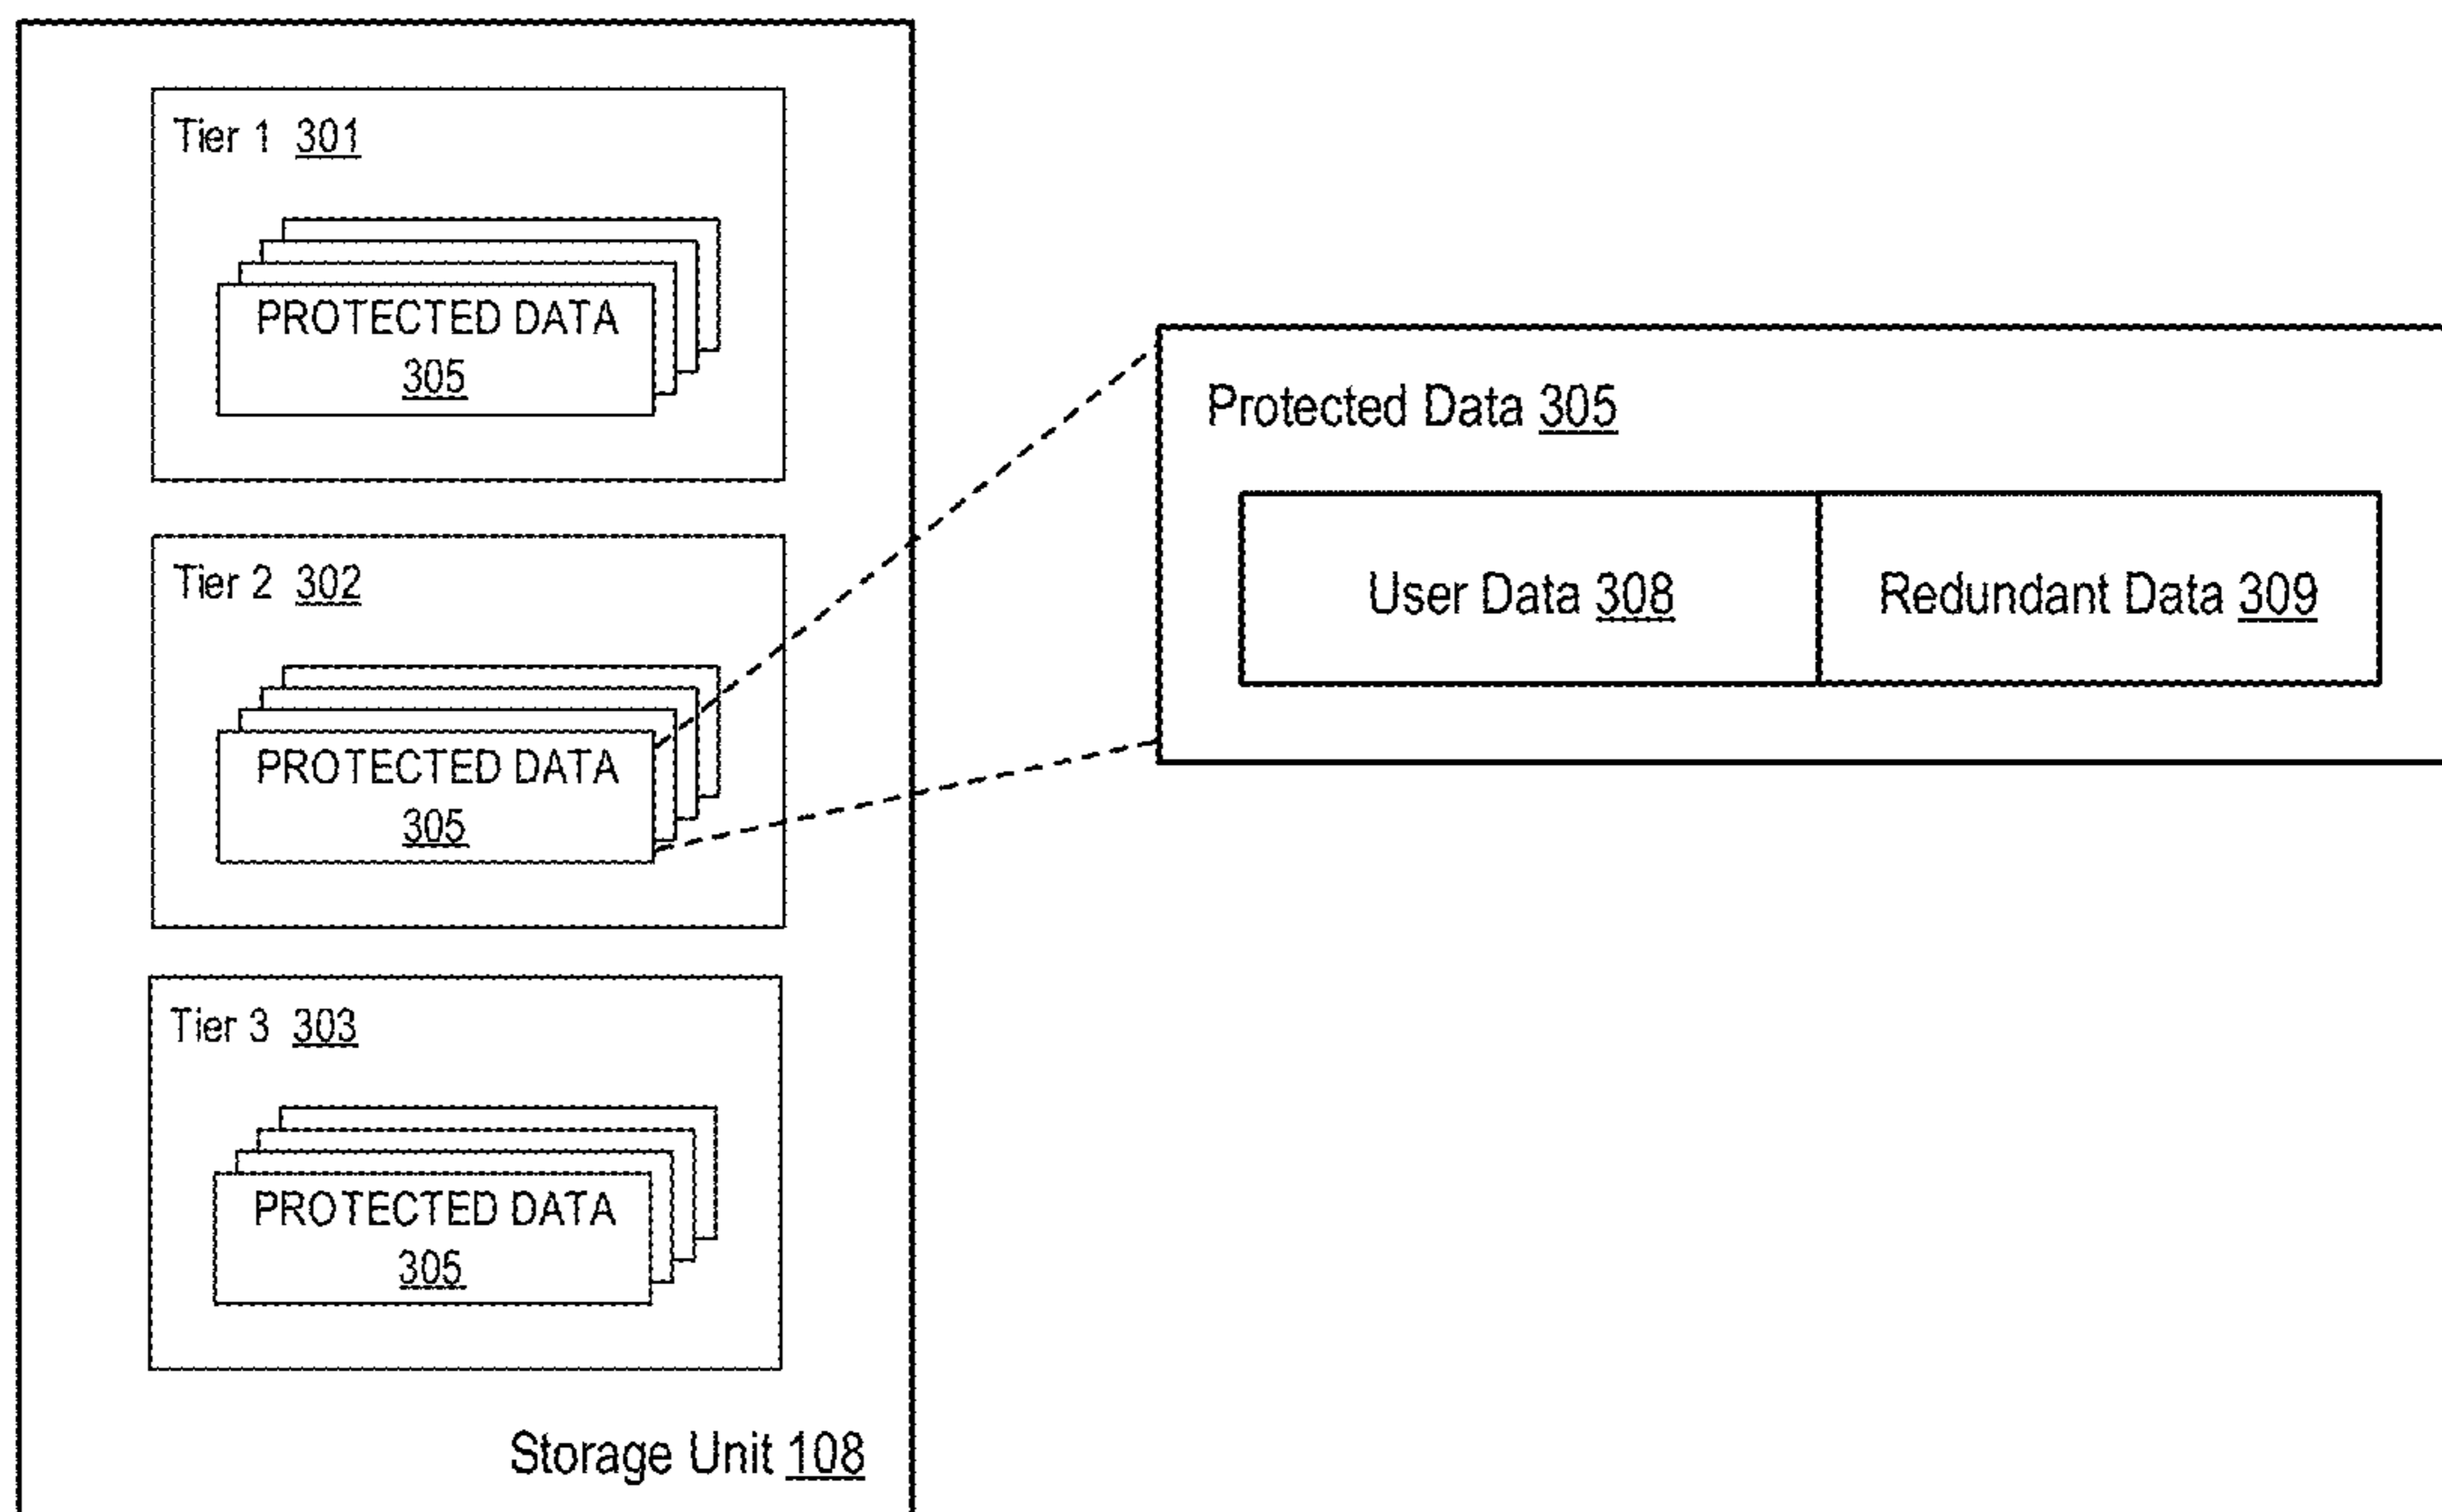 Tier 1 301
PROTECTED DATA
305
Tier 2 302
PROTECTED DATA
305
Tier 3 303
PROTECTED DATA
305
Storage Unit 108
Protected Data 305
User Data 308
Redundant Data 309